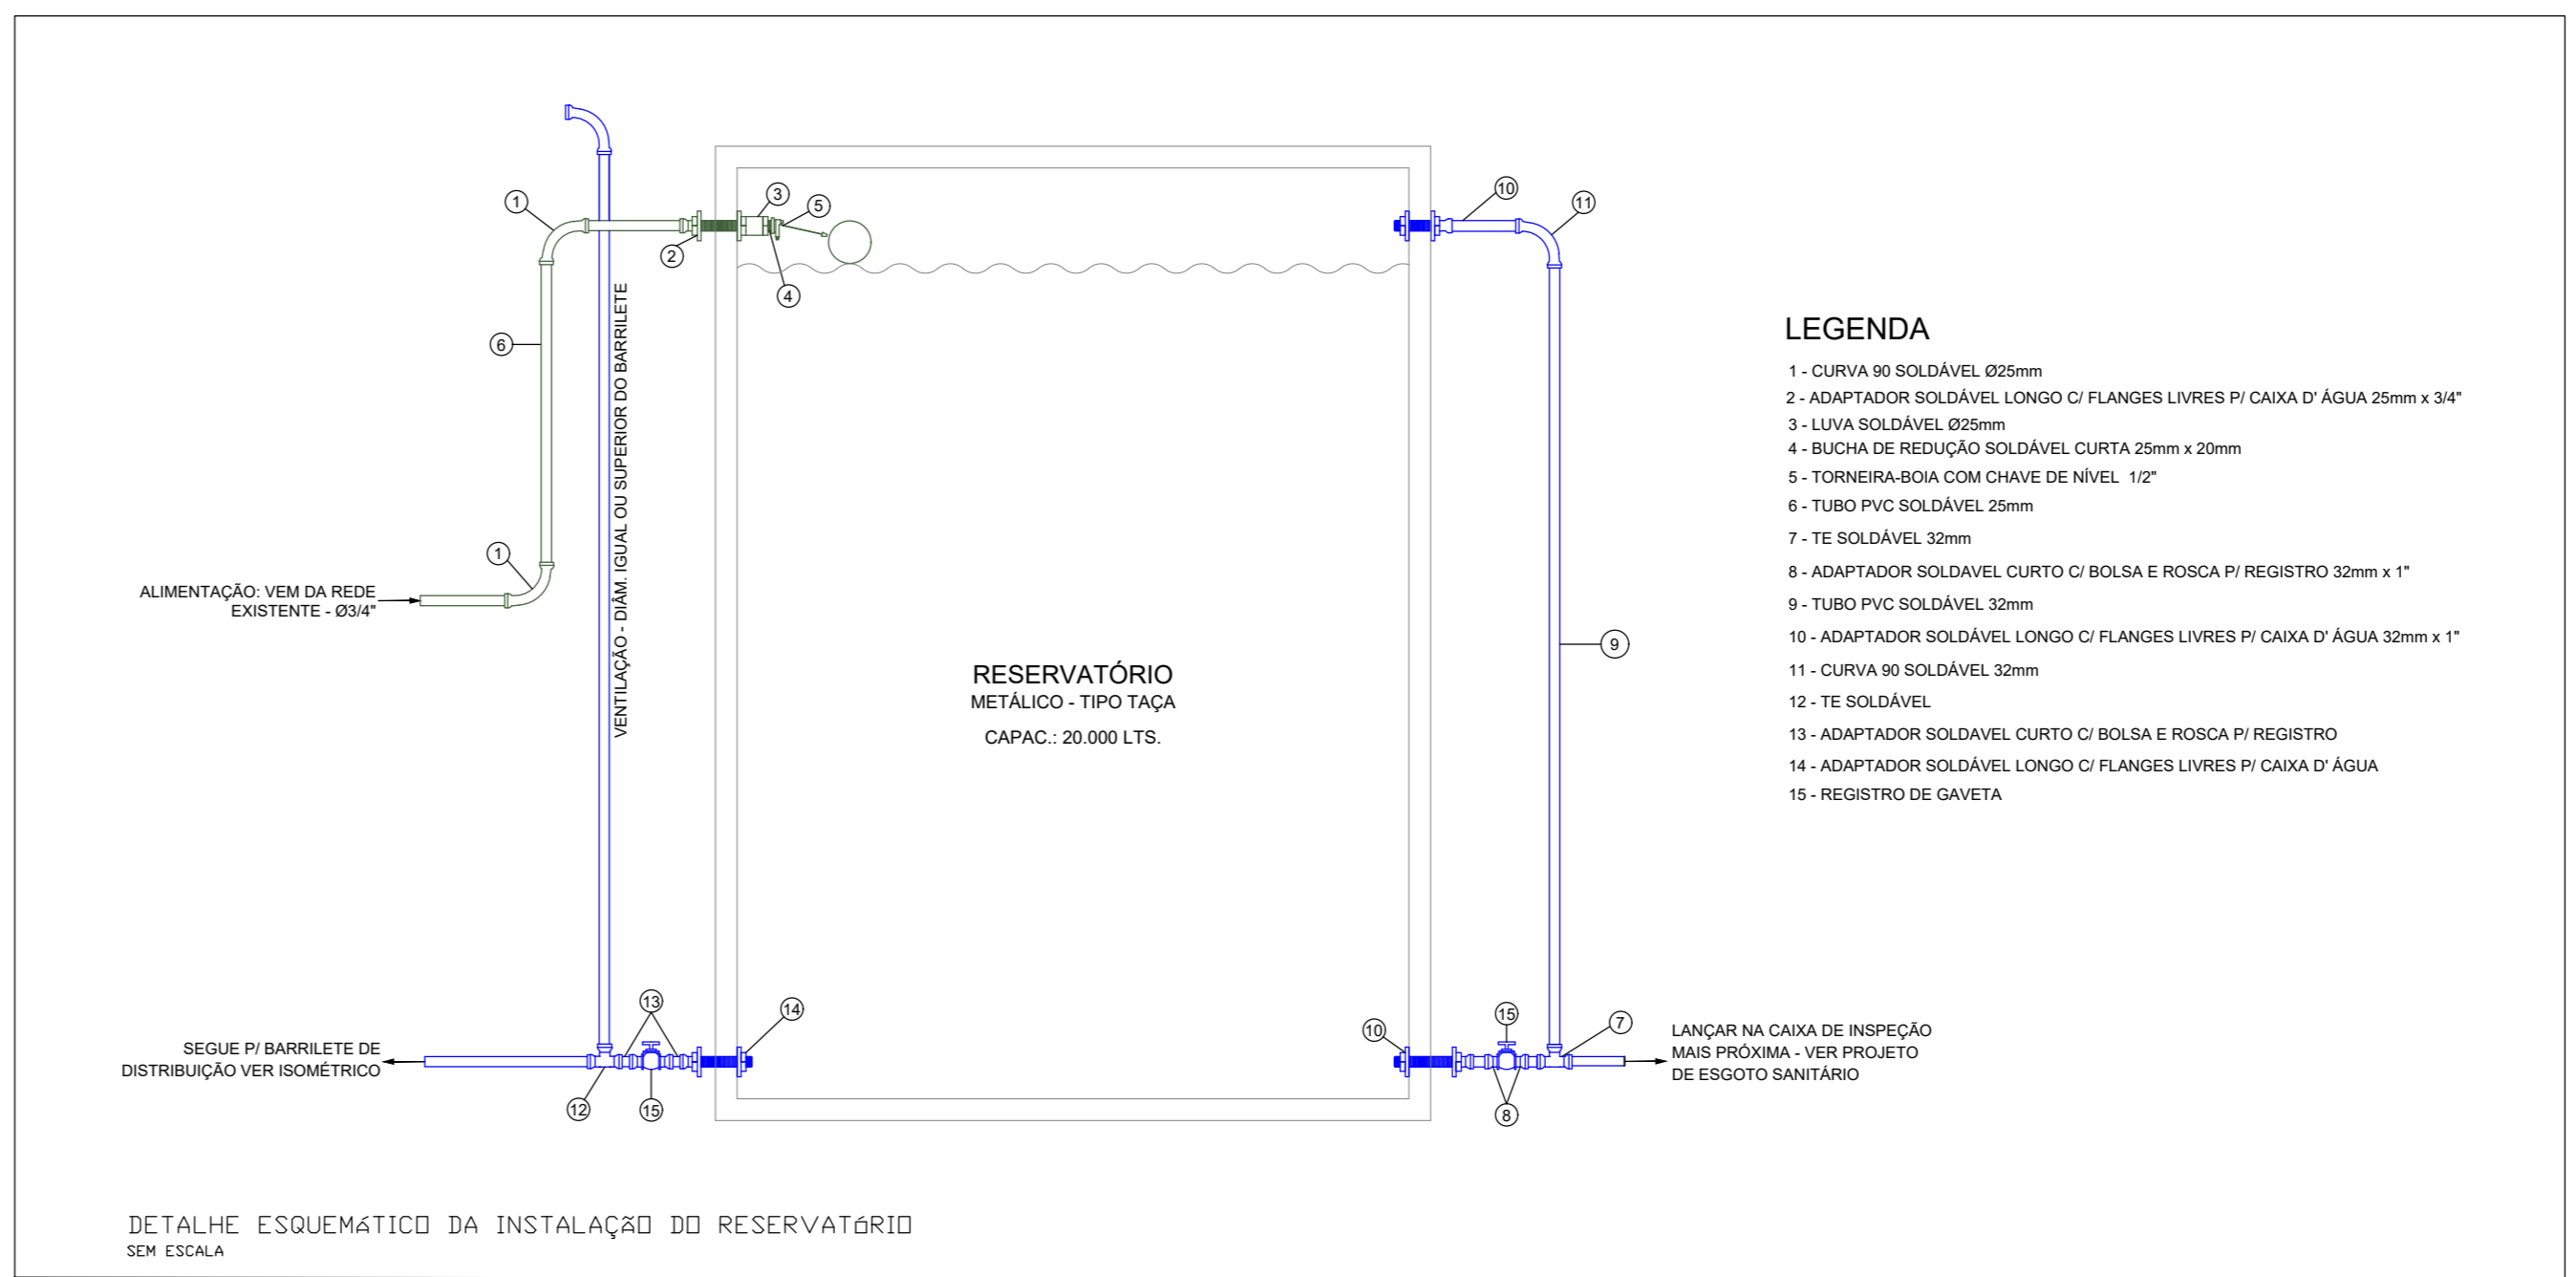 1
3
5
2
4
10
11
6
VENTILAÇÃO - DIÂM. IGUAL OU SUPERIOR DO BARRILETE
1
ALIMENTAÇÃO: VEM DA REDE
EXISTENTE - Ø3/4"
RESERVATÓRIO
METÁLICO - TIPO TAÇA
CAPAC.: 20.000 LTS.
9
13
14
SEGUE P/ BARRILETE DE
DISTRIBUIÇÃO VER ISOMÉTRICO
12
15
10
15
7
8
LANÇAR NA CAIXA DE INSPEÇÃO
MAIS PRÓXIMA - VER PROJETO
DE ESGOTO SANITÁRIO
LEGENDA
1 - CURVA 90 SOLDÁVEL Ø25mm
2 - ADAPTADOR SOLDÁVEL LONGO C/ FLANGES LIVRES P/ CAIXA D' ÁGUA 25mm x 3/4"
3 - LUVA SOLDÁVEL Ø25mm
4 - BUCHA DE REDUÇÃO SOLDÁVEL CURTA 25mm x 20mm
5 - TORNEIRA-BOIA COM CHAVE DE NÍVEL 1/2"
6 - TUBO PVC SOLDÁVEL 25mm
7 - TE SOLDÁVEL 32mm
8 - ADAPTADOR SOLDAVEL CURTO C/ BOLSA E ROSCA P/ REGISTRO 32mm x 1"
9 - TUBO PVC SOLDÁVEL 32mm
10 - ADAPTADOR SOLDÁVEL LONGO C/ FLANGES LIVRES P/ CAIXA D' ÁGUA 32mm x 1"
11 - CURVA 90 SOLDÁVEL 32mm
12 - TE SOLDÁVEL
13 - ADAPTADOR SOLDAVEL CURTO C/ BOLSA E ROSCA P/ REGISTRO
14 - ADAPTADOR SOLDÁVEL LONGO C/ FLANGES LIVRES P/ CAIXA D' ÁGUA
15 - REGISTRO DE GAVETA
DETALHE ESQUEMáTICO DA INSTALAÇãO DO RESERVATóRIO
SEM ESCALA